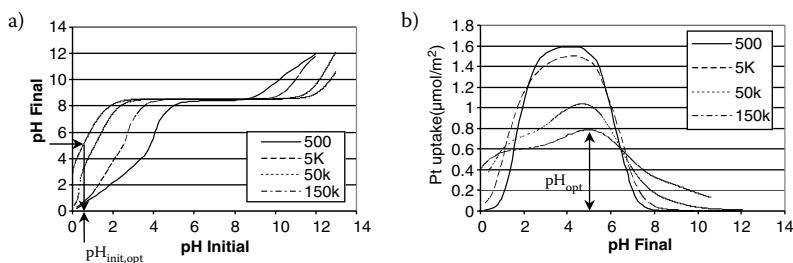 a)
14
12
10
8
6
4
2
0
pH Final
0 2 4 6 8 10 12 14
pH Initial
pH_init,opt
500
5K
50k
150k
b)
1.8
1.6
1.4
1.2
1
0.8
0.6
0.4
0.2
0
Pt uptake(μmol/m²)
0 2 4 6 8 10 12 14
pH Final
pH_opt
500
5K
50k
150k